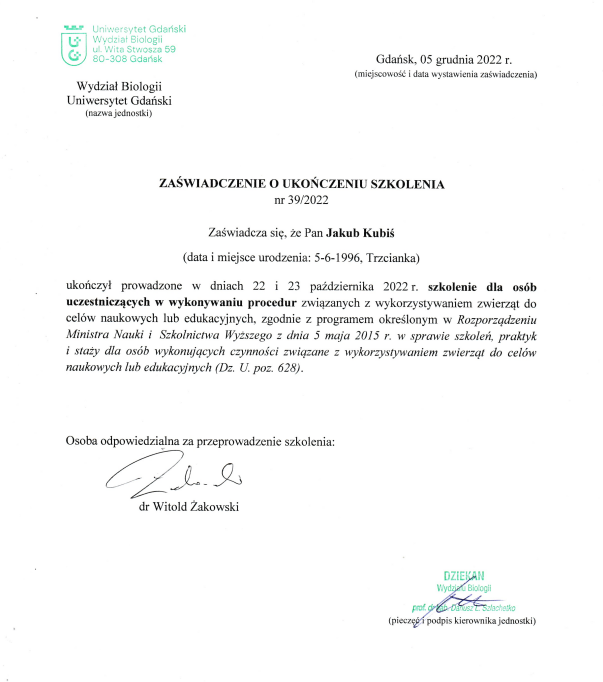 Uniwersytet Gdański
Wydział Biologii
ul. Wita Stwosza 59
80-308 Gdańsk
Gdańsk, 05 grudnia 2022 r.
(miejscowość i data wystawienia zaświadczenia)
Wydział Biologii
Uniwersytet Gdański
(nazwa jednostki)
ZAŚWIADCZENIE O UKOŃCZENIU SZKOLENIA
nr 39/2022
Zaświadcza się, że Pan Jakub Kubiś
(data i miejsce urodzenia: 5-6-1996, Trzcianka)
ukończył prowadzone w dniach 22 i 23 października 2022 r. szkolenie dla osób
uczestniczących w wykonywaniu procedur związanych z wykorzystywaniem zwierząt do
celów naukowych lub edukacyjnych, zgodnie z programem określonym w Rozporządzeniu
Ministra Nauki i Szkolnictwa Wyższego z dnia 5 maja 2015 r. w sprawie szkoleń, praktyk
i staży dla osób wykonujących czynności związane z wykorzystywaniem zwierząt do celów
naukowych lub edukacyjnych (Dz. U. poz. 628).
Osoba odpowiedzialna za przeprowadzenie szkolenia:
dr Witold Żakowski
DZIEKAN
Wydziału Biologii
prof. dr hab. Dariusz L. Szlachetko
(pieczęć i podpis kierownika jednostki)